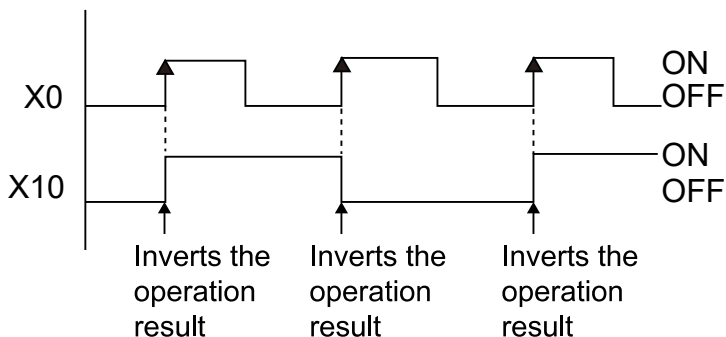 X0
ON
OFF
X10
ON
OFF
Inverts the
operation
result
Inverts the
operation
result
Inverts the
operation
result